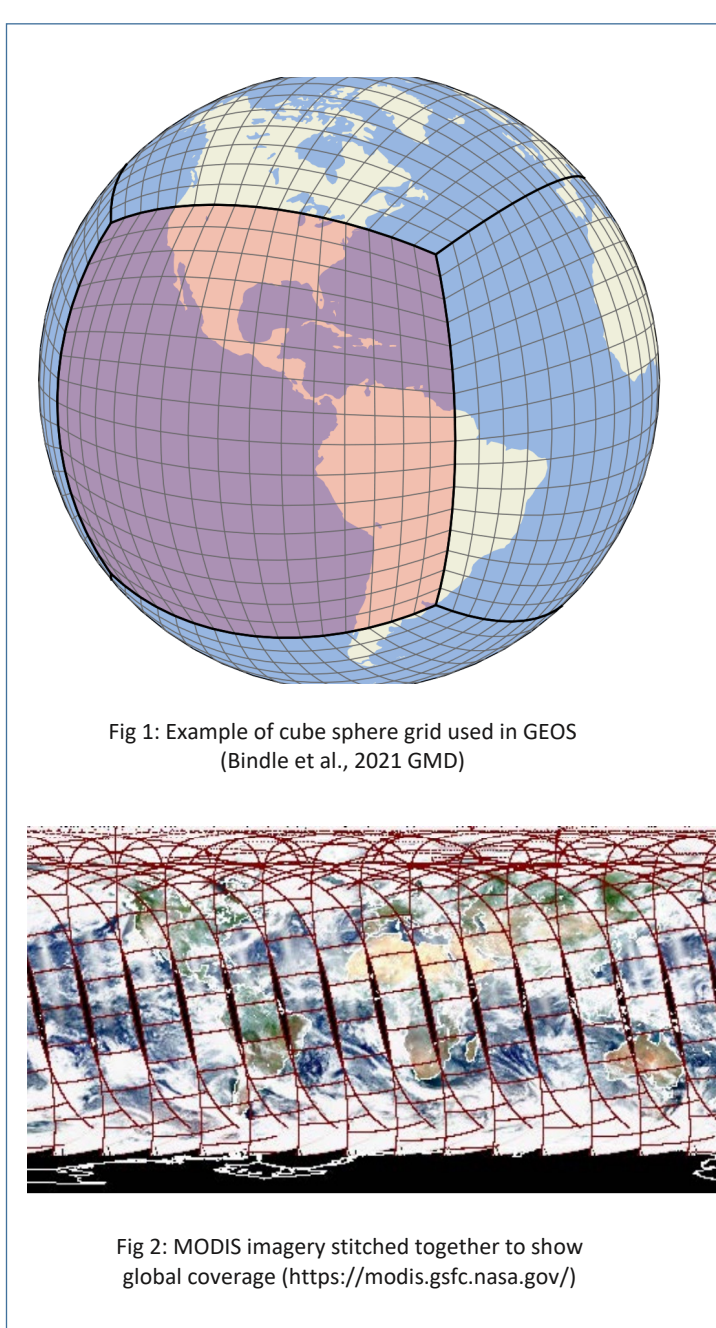 Fig 1: Example of cube sphere grid used in GEOS
(Bindle et al., 2021 GMD)
Fig 2: MODIS imagery stitched together to show
global coverage (https://modis.gsfc.nasa.gov/)